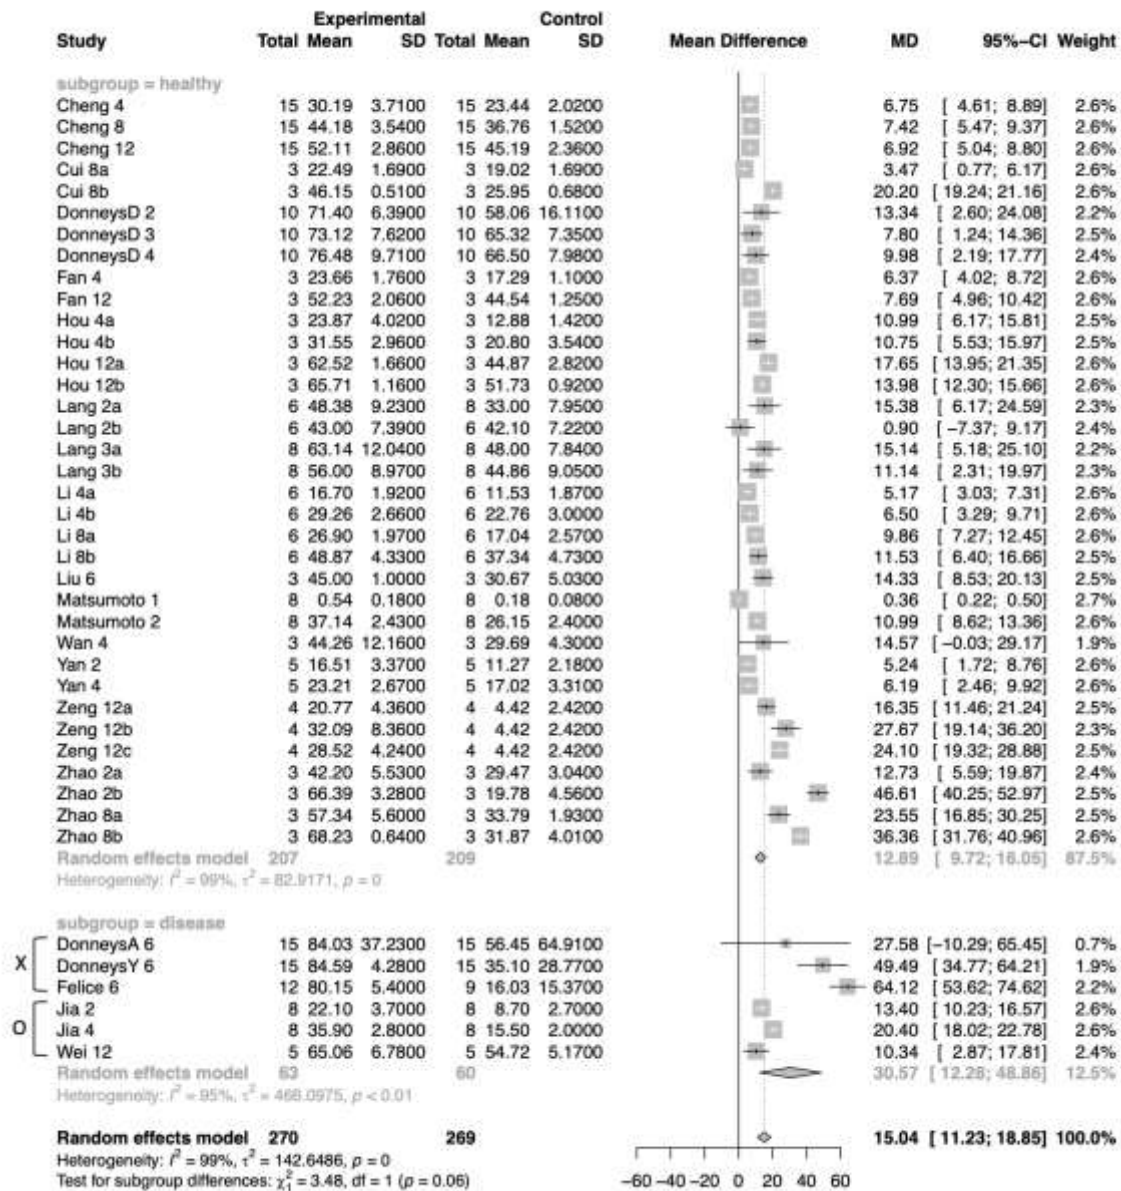 Experimental Control
Study Total Mean SD Total Mean SD Mean Difference MD 95%−CI Weight
subgroup = healthy
Cheng 4 15 30.19 3.7100 15 23.44 2.0200 6.75 [ 4.61; 8.89] 2.6%
Cheng 8 15 44.18 3.5400 15 36.76 1.5200 7.42 [ 5.47; 9.37] 2.6%
Cheng 12 15 52.11 2.8600 15 45.19 2.3600 6.92 [ 5.04; 8.80] 2.6%
Cui 8a 3 22.49 1.6900 3 19.02 1.6900 3.47 [ 0.77; 6.17] 2.6%
Cui 8b 3 46.15 0.5100 3 25.95 0.6800 20.20 [ 19.24; 21.16] 2.6%
DonneysD 2 10 71.40 6.3900 10 58.06 16.1100 13.34 [ 2.60; 24.08] 2.2%
DonneysD 3 10 73.12 7.6200 10 65.32 7.3500 7.80 [ 1.24; 14.36] 2.5%
DonneysD 4 10 76.48 9.7100 10 66.50 7.9800 9.98 [ 2.19; 17.77] 2.4%
Fan 4 3 23.66 1.7600 3 17.29 1.1000 6.37 [ 4.02; 8.72] 2.6%
Fan 12 3 52.23 2.0600 3 44.54 1.2500 7.69 [ 4.96; 10.42] 2.6%
Hou 4a 3 23.87 4.0200 3 12.88 1.4200 10.99 [ 6.17; 15.81] 2.5%
Hou 4b 3 31.55 2.9600 3 20.80 3.5400 10.75 [ 5.53; 15.97] 2.5%
Hou 12a 3 62.52 1.6600 3 44.87 2.8200 17.65 [ 13.95; 21.35] 2.6%
Hou 12b 3 65.71 1.1600 3 51.73 0.9200 13.98 [ 12.30; 15.66] 2.6%
Lang 2a 6 48.38 9.2300 8 33.00 7.9500 15.38 [ 6.17; 24.59] 2.3%
Lang 2b 6 43.00 7.3900 6 42.10 7.2200 0.90 [ −7.37; 9.17] 2.4%
Lang 3a 8 63.14 12.0400 8 48.00 7.8400 15.14 [ 5.18; 25.10] 2.2%
Lang 3b 8 56.00 8.9700 8 44.86 9.0500 11.14 [ 2.31; 19.97] 2.3%
Li 4a 6 16.70 1.9200 6 11.53 1.8700 5.17 [ 3.03; 7.31] 2.6%
Li 4b 6 29.26 2.6600 6 22.76 3.0000 6.50 [ 3.29; 9.71] 2.6%
Li 8a 6 26.90 1.9700 6 17.04 2.5700 9.86 [ 7.27; 12.45] 2.6%
Li 8b 6 48.87 4.3300 6 37.34 4.7300 11.53 [ 6.40; 16.66] 2.5%
Liu 6 3 45.00 1.0000 3 30.67 5.0300 14.33 [ 8.53; 20.13] 2.5%
Matsumoto 1 8 0.54 0.1800 8 0.18 0.0800 0.36 [ 0.22; 0.50] 2.7%
Matsumoto 2 8 37.14 2.4300 8 26.15 2.4000 10.99 [ 8.62; 13.36] 2.6%
Wan 4 3 44.26 12.1600 3 29.69 4.3000 14.57 [ −0.03; 29.17] 1.9%
Yan 2 5 16.51 3.3700 5 11.27 2.1800 5.24 [ 1.72; 8.76] 2.6%
Yan 4 5 23.21 2.6700 5 17.02 3.3100 6.19 [ 2.46; 9.92] 2.6%
Zeng 12a 4 20.77 4.3600 4 4.42 2.4200 16.35 [ 11.46; 21.24] 2.5%
Zeng 12b 4 32.09 8.3600 4 4.42 2.4200 27.67 [ 19.14; 36.20] 2.3%
Zeng 12c 4 28.52 4.2400 4 4.42 2.4200 24.10 [ 19.32; 28.88] 2.5%
Zhao 2a 3 42.20 5.5300 3 29.47 3.0400 12.73 [ 5.59; 19.87] 2.4%
Zhao 2b 3 66.39 3.2800 3 19.78 4.5600 46.61 [ 40.25; 52.97] 2.5%
Zhao 8a 3 57.34 5.6000 3 33.79 1.9300 23.55 [ 16.85; 30.25] 2.5%
Zhao 8b 3 68.23 0.6400 3 31.87 4.0100 36.36 [ 31.76; 40.96] 2.6%
Random effects model 207 209 12.89 [ 9.72; 16.05] 87.5%
Heterogeneity: I² = 99%, τ² = 82.9171, p = 0
subgroup = disease
DonneysA 6 15 84.03 37.2300 15 56.45 64.9100 27.58 [−10.29; 65.45] 0.7%
X DonneysY 6 15 84.59 4.2800 15 35.10 28.7700 49.49 [ 34.77; 64.21] 1.9%
Felice 6 12 80.15 5.4000 9 16.03 15.3700 64.12 [ 53.62; 74.62] 2.2%
Jia 2 8 22.10 3.7000 8 8.70 2.7000 13.40 [ 10.23; 16.57] 2.6%
O Jia 4 8 35.90 2.8000 8 15.50 2.0000 20.40 [ 18.02; 22.78] 2.6%
Wei 12 5 65.06 6.7800 5 54.72 5.1700 10.34 [ 2.87; 17.81] 2.4%
Random effects model 63 60 30.57 [ 12.28; 48.86] 12.5%
Heterogeneity: I² = 95%, τ² = 466.0975, p < 0.01
Random effects model 270 269 15.04 [ 11.23; 18.85] 100.0%
Heterogeneity: I² = 99%, τ² = 142.6486, p = 0
Test for subgroup differences: χ²₁ = 3.48, df = 1 (p = 0.06)
−60 −40 −20 0 20 40 60